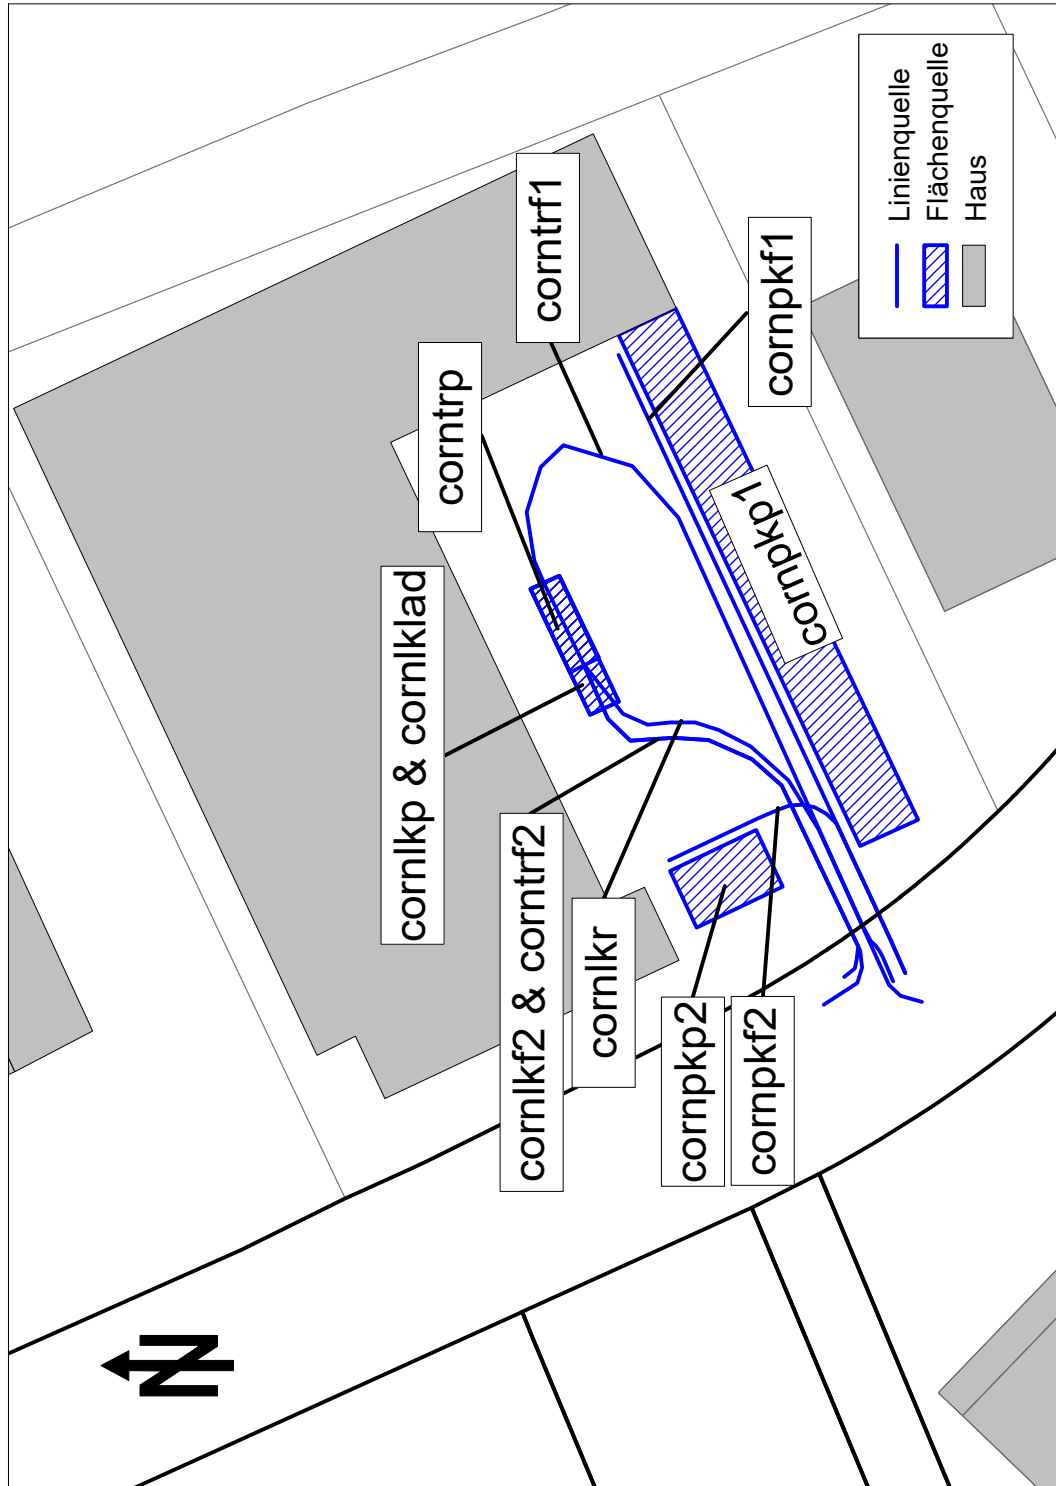 corntrf1
corntrp
cornlkp & cornlklad
cornlkf2 & corntrf2
cornlkr
cornpkp2
cornpkf2
cornpkf1
cornpkp1
Linienquelle
Flächenquelle
Haus
N